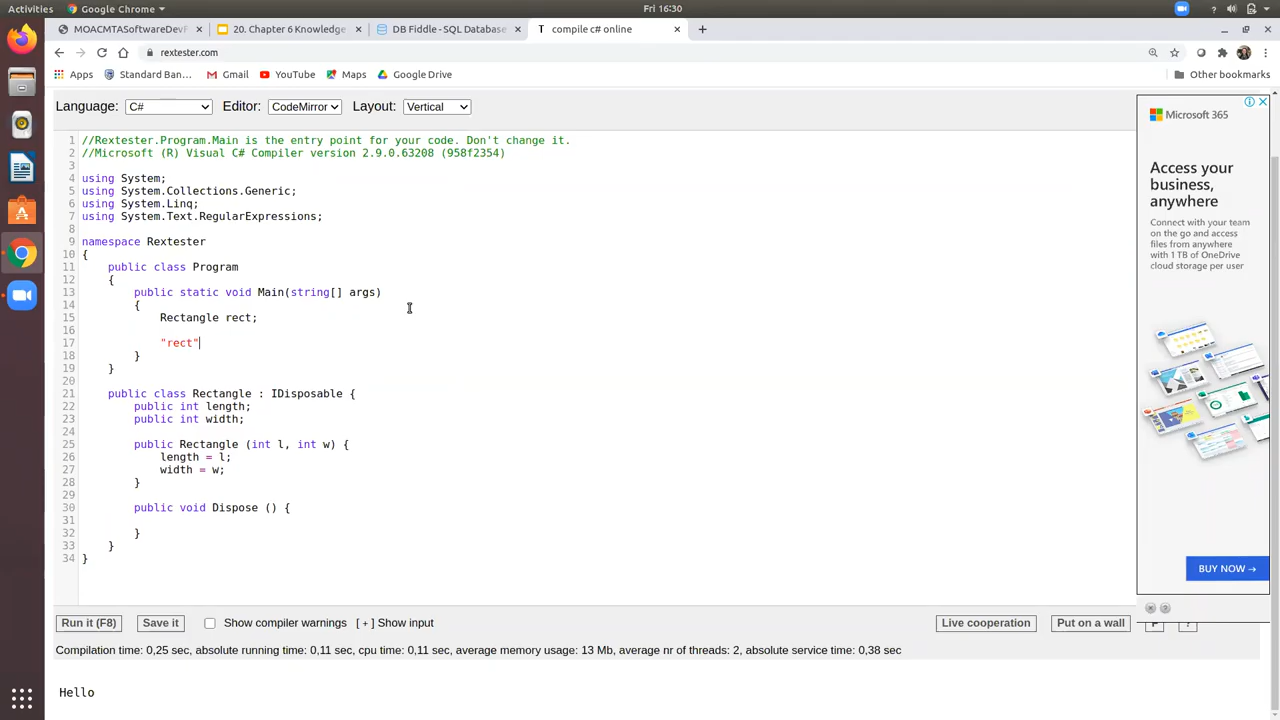 Activities Google Chrome Fri 16:30
MOACMTASoftwareDevF 20. Chapter 6 Knowledge DB Fiddle - SQL Database compile c# online
rextester.com
Apps Standard Ban... Gmail YouTube Maps Google Drive Other bookmarks
Language: C# Editor: CodeMirror Layout: Vertical
1 //Rextester.Program.Main is the entry point for your code. Don't change it.
2 //Microsoft (R) Visual C# Compiler version 2.9.0.63208 (958f2354)
3
4 using System;
5 using System.Collections.Generic;
6 using System.Linq;
7 using System.Text.RegularExpressions;
8
9 namespace Rextester
10 {
11 public class Program
12 {
13 public static void Main(string[] args)
14 {
15 Rectangle rect;
16
17 "rect"
18 }
19 }
20
21 public class Rectangle : IDisposable {
22 public int length;
23 public int width;
24
25 public Rectangle (int l, int w) {
26 length = l;
27 width = w;
28 }
29
30 public void Dispose () {
31
32 }
33 }
34 }
Microsoft 365
Access your
business,
anywhere
Connect with your team
on the go and access
files from anywhere
with 1 TB of OneDrive
cloud storage per user
BUY NOW →
Run it (F8) Save it Show compiler warnings [ + ] Show input Live cooperation Put on a wall
Compilation time: 0,25 sec, absolute running time: 0,11 sec, cpu time: 0,11 sec, average memory usage: 13 Mb, average nr of threads: 2, absolute service time: 0,38 sec
Hello